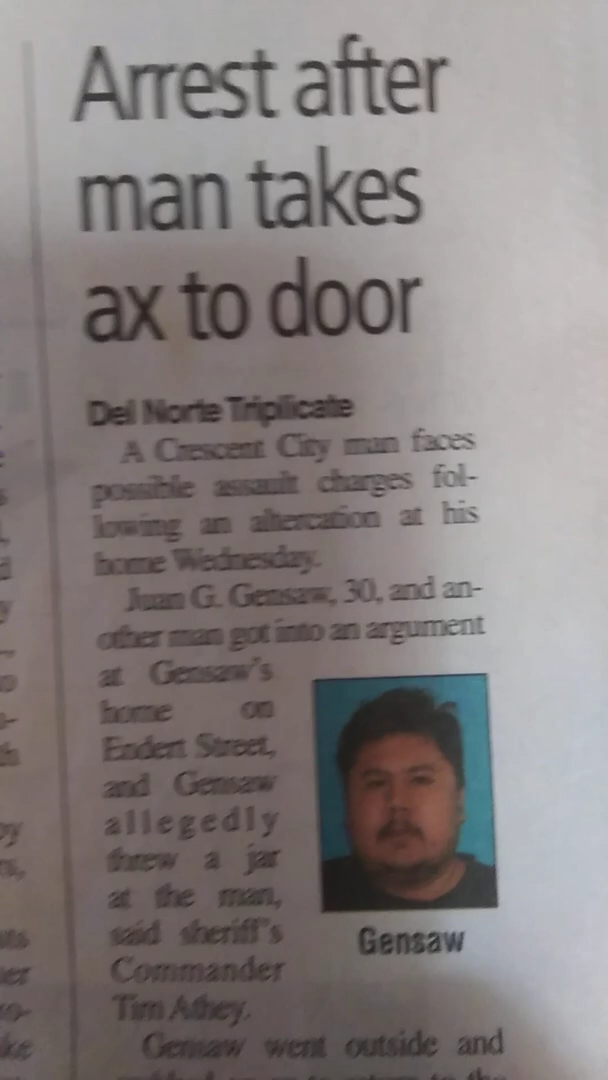 Arrest after
man takes
ax to door
Del Norte Triplicate
A Crescent City man faces
possible assault charges fol-
lowing an altercation at his
home Wednesday.
Juan G. Gensaw, 30, and an-
other man got into an argument
at Gensaw's
home on
Endert Street,
and Gensaw
allegedly
threw a jar
at the man,
said sheriff's
Commander
Tim Athey.
Gensaw
Gensaw went outside and